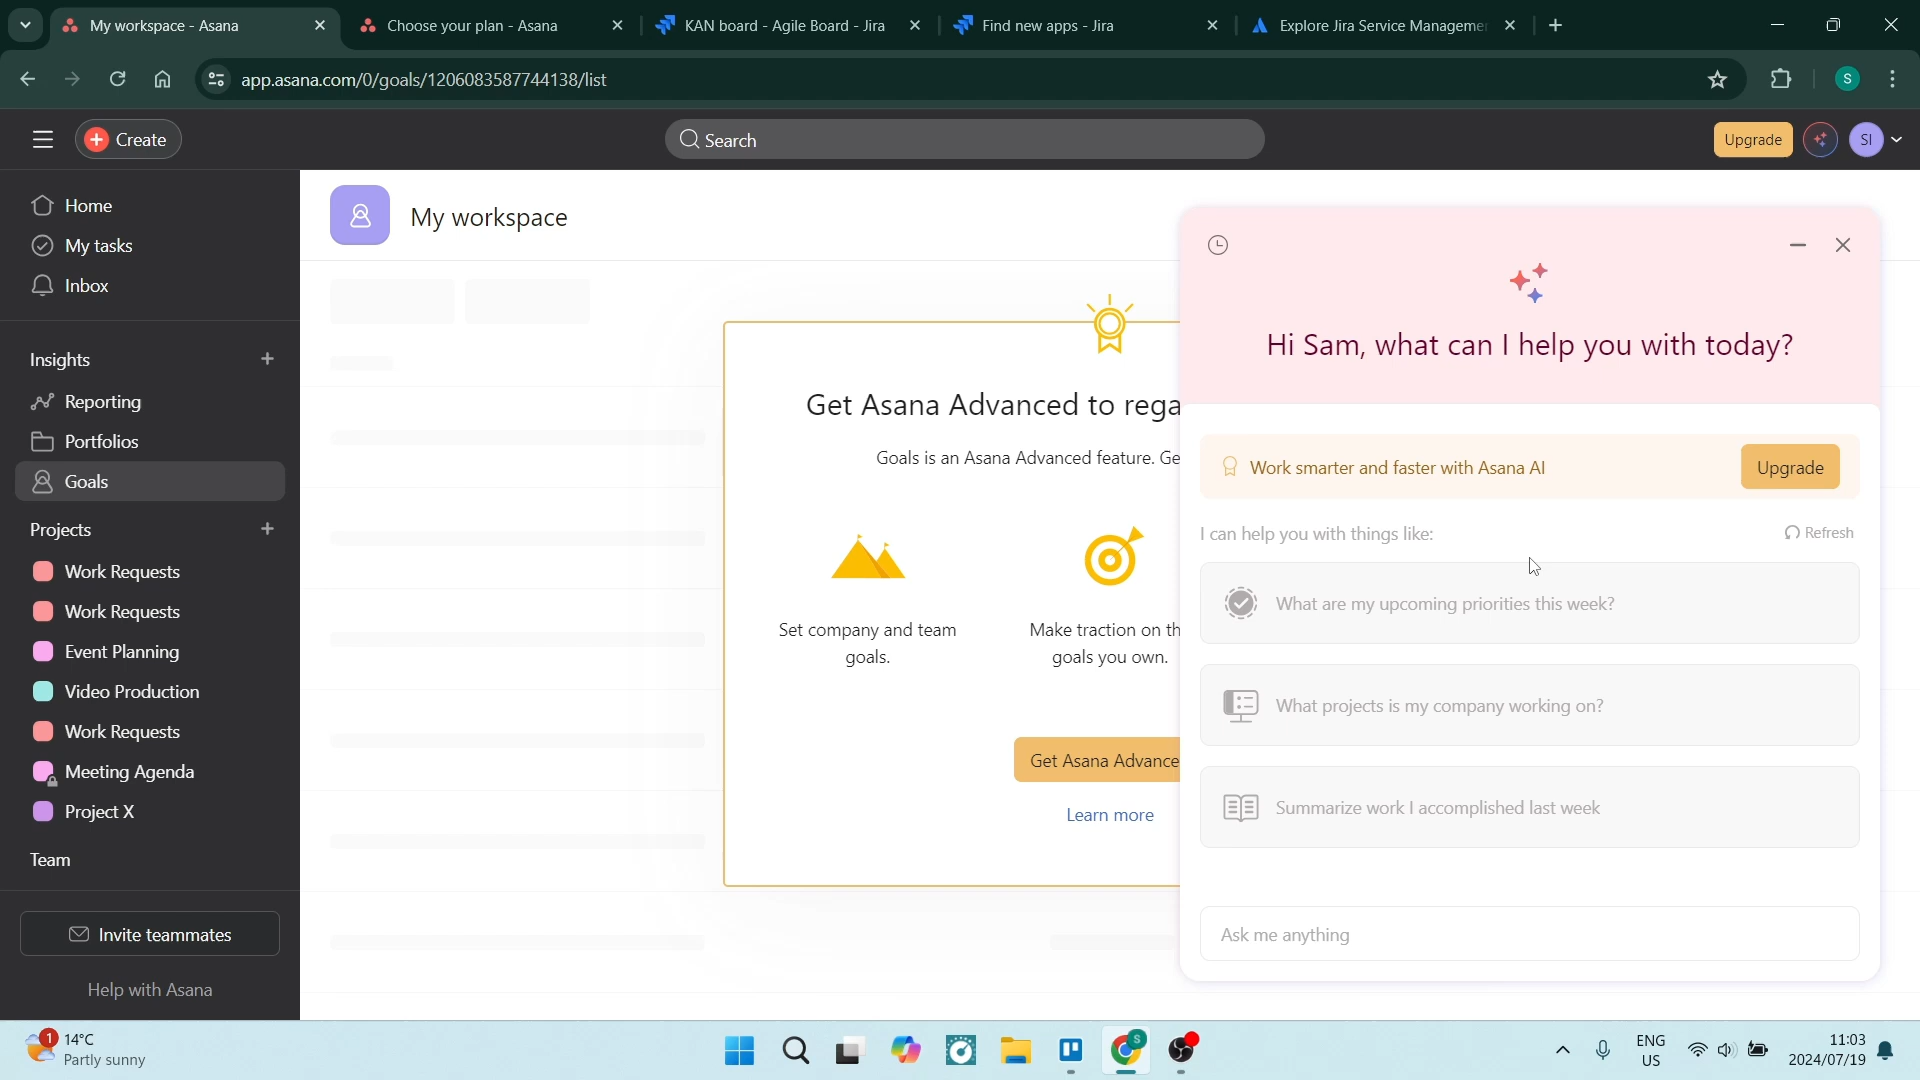 My workspace - Asana
Choose your plan - Asana
KAN board - Agile Board - Jira
Find new apps - Jira
Explore Jira Service Managemer
app.asana.com/0/goals/1206083587744138/list
S
Create
Search
Upgrade
SI
Home
My tasks
Inbox
Insights
Reporting
Portfolios
Goals
Projects
Work Requests
Work Requests
Event Planning
Video Production
Work Requests
Meeting Agenda
Project X
Team
Invite teammates
Help with Asana
My workspace
Get Asana Advanced to rega
Goals is an Asana Advanced feature. Ge
Set company and team
goals.
Make traction on th
goals you own.
Get Asana Advance
Learn more
Hi Sam, what can I help you with today?
Work smarter and faster with Asana AI
Upgrade
I can help you with things like:
Refresh
What are my upcoming priorities this week?
What projects is my company working on?
Summarize work I accomplished last week
Ask me anything
1
14°C
Partly sunny
S
ENG
US
11:03
2024/07/19